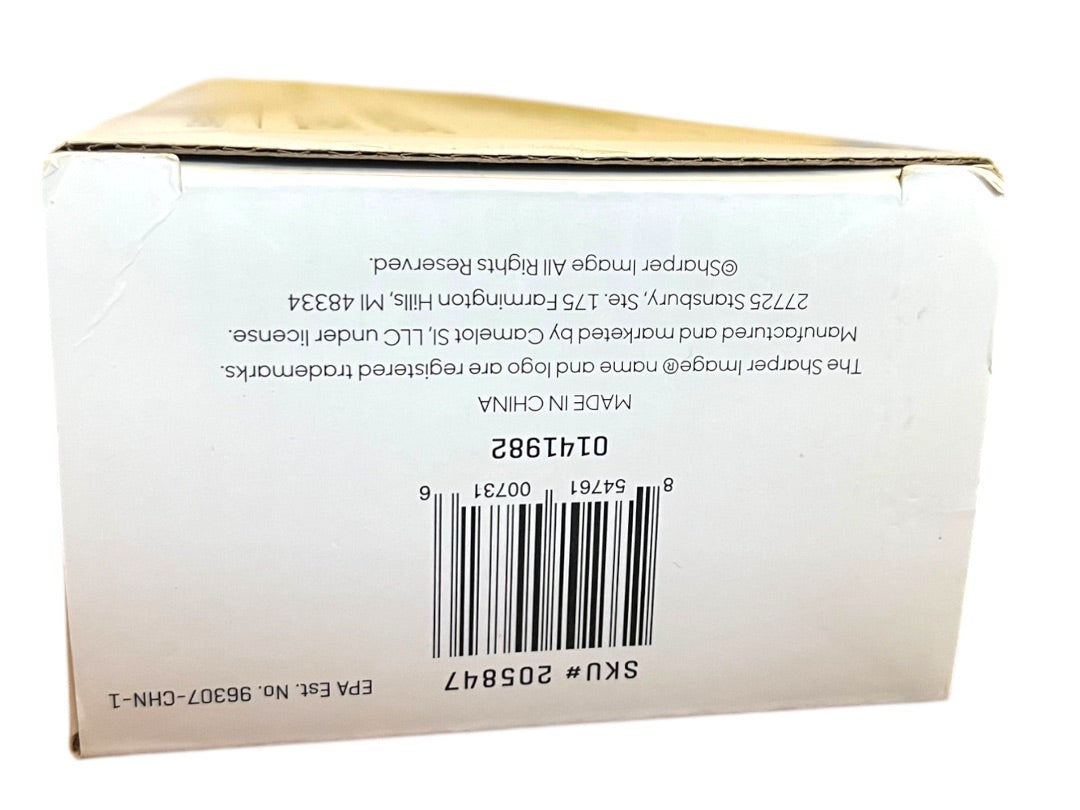 SKU# 205847
EPA Est. No. 96307-CHN-1
8 54761 00731 6
0141982
MADE IN CHINA
The Sharper Image® name and logo are registered trademarks.
Manufactured and marketed by Camelot SI, LLC under license.
27725 Stansbury, Ste. 175 Farmington Hills, MI 48334
©Sharper Image All Rights Reserved.